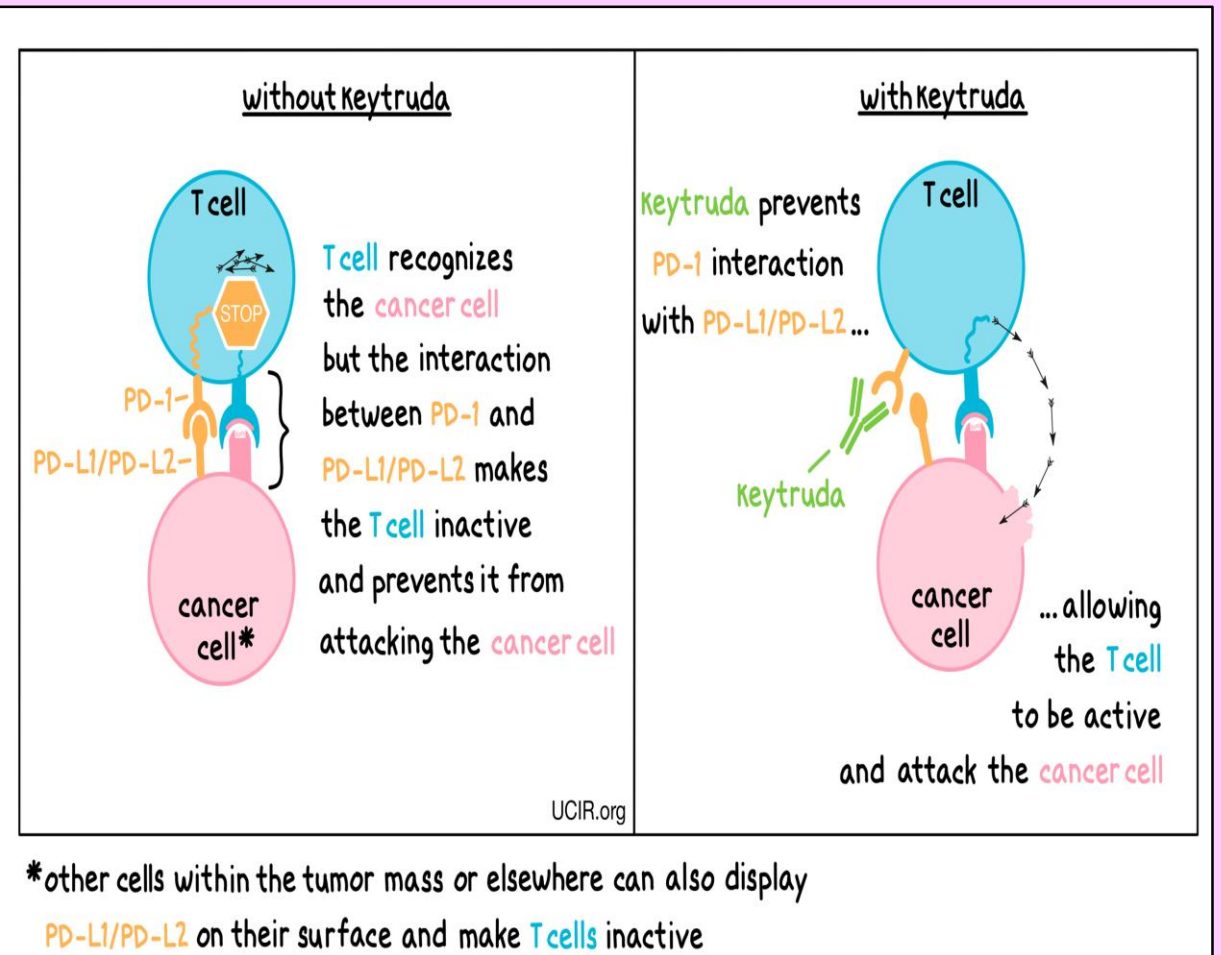 without Keytruda
T cell
STOP
PD-1
PD-L1/PD-L2
cancer
cell*
T cell recognizes
the cancer cell
but the interaction
between PD-1 and
PD-L1/PD-L2 makes
the T cell inactive
and prevents it from
attacking the cancer cell
UCIR.org
with Keytruda
Keytruda prevents
PD-1 interaction
with PD-L1/PD-L2...
T cell
Keytruda
cancer
cell
...allowing
the T cell
to be active
and attack the cancer cell
*other cells within the tumor mass or elsewhere can also display
PD-L1/PD-L2 on their surface and make T cells inactive